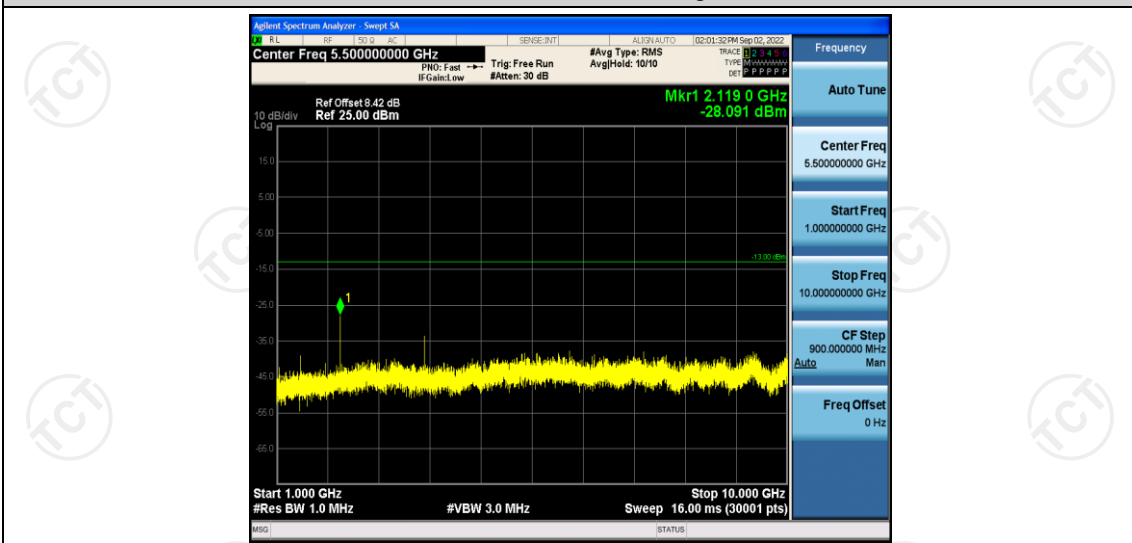 Agilent Spectrum Analyzer - Swept SA
RL RF 50 Ω AC SENSE:INT ALIGN AUTO 02:01:32 PM Sep 02, 2022
Center Freq 5.500000000 GHz #Avg Type: RMS TRACE 1 2 3 4 5 6
PNO: Fast Trig: Free Run Avg|Hold: 10/10 TYPE M
IFGain:Low #Atten: 30 dB DET P P P P P P
Mkr1 2.119 0 GHz
-28.091 dBm
Ref Offset 8.42 dB
10 dB/div Ref 25.00 dBm
Log
15.0
5.00
-5.00
-13.00 dBm
-15.0
1
-25.0
-35.0
-45.0
-55.0
-65.0
Start 1.000 GHz Stop 10.000 GHz
#Res BW 1.0 MHz #VBW 3.0 MHz Sweep 16.00 ms (30001 pts)
MSG STATUS
Frequency
Auto Tune
Center Freq
5.500000000 GHz
Start Freq
1.000000000 GHz
Stop Freq
10.000000000 GHz
CF Step
900.000000 MHz
Auto Man
Freq Offset
0 Hz
TCT
TCT
TCT
TCT
TCT
TCT